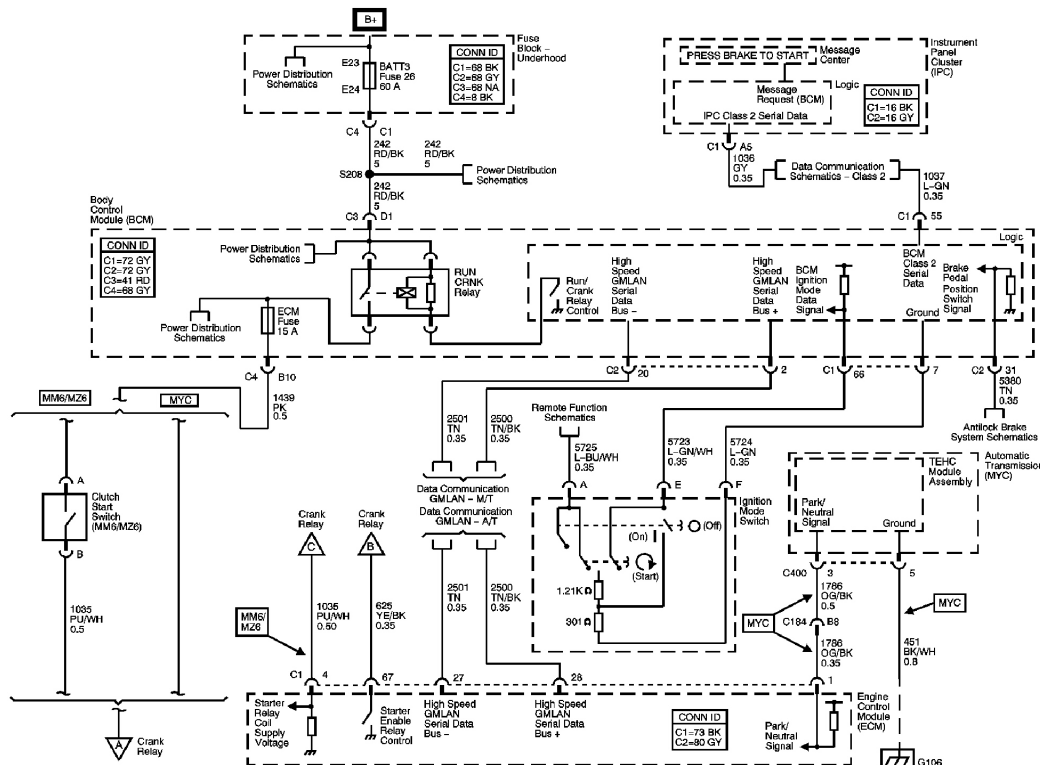 B+
Fuse
Block –
Underhood
Power Distribution
Schematics
E23
E24
BATT3
Fuse 26
60 A
CONN ID
C1=68 BK
C2=68 GY
C3=68 NA
C4=8 BK
C4
C1
242
RD/BK
5
242
RD/BK
5
S208
Power Distribution
Schematics
242
RD/BK
5
C3
D1
PRESS BRAKE TO START
Message
Center
Instrument
Panel
Cluster
(IPC)
Logic
Message
Request (BCM)
IPC Class 2 Serial Data
CONN ID
C1=16 BK
C2=16 GY
C1
A5
1036
GY
0.35
Data Communication
Schematics – Class 2
1037
L-GN
0.35
C1
55
Body
Control
Module (BCM)
CONN ID
C1=72 GY
C2=72 GY
C3=41 RD
C4=68 GY
Power Distribution
Schematics
RUN
CRNK
Relay
Power Distribution
Schematics
ECM
Fuse
15 A
Logic
Run/
Crank
Relay
Control
High
Speed
GMLAN
Serial
Data
Bus –
High
Speed
GMLAN
Serial
Data
Bus +
BCM
Ignition
Mode
Data
Signal
BCM
Class 2
Serial
Data
Ground
Brake
Pedal
Position
Switch
Signal
C4
B10
1439
PK
0.5
C2
20
2
C1
66
7
C2
31
5380
TN
0.35
Antilock Brake
System Schematics
MM6/MZ6
MYC
A
Clutch
Start
Switch
(MM6/MZ6)
B
1035
PU/WH
0.5
A
Crank
Relay
2501
TN
0.35
2500
TN/BK
0.35
Data Communication
GMLAN – M/T
Data Communication
GMLAN – A/T
2501
TN
0.35
2500
TN/BK
0.35
Remote Function
Schematics
5725
L-BU/WH
0.35
5723
L-GN/WH
0.35
5724
L-GN
0.35
A
E
F
Ignition
Mode
Switch
(Off)
(On)
(Start)
1.21KΩ
301Ω
Crank
Relay
C
Crank
Relay
B
MM6/
MZ6
1035
PU/WH
0.50
625
YE/BK
0.35
TEHC
Module
Assembly
Automatic
Transmission
(MYC)
Park/
Neutral
Signal
Ground
C400
3
5
1786
OG/BK
0.5
MYC
C184
B8
1786
OG/BK
0.35
MYC
451
BK/WH
0.8
C1
4
67
27
28
1
Starter
Relay
Coil
Supply
Voltage
Starter
Enable
Relay
Control
High Speed
GMLAN
Serial Data
Bus –
High Speed
GMLAN
Serial Data
Bus +
CONN ID
C1=73 BK
C2=80 GY
Park/
Neutral
Signal
Engine
Control
Module
(ECM)
G106